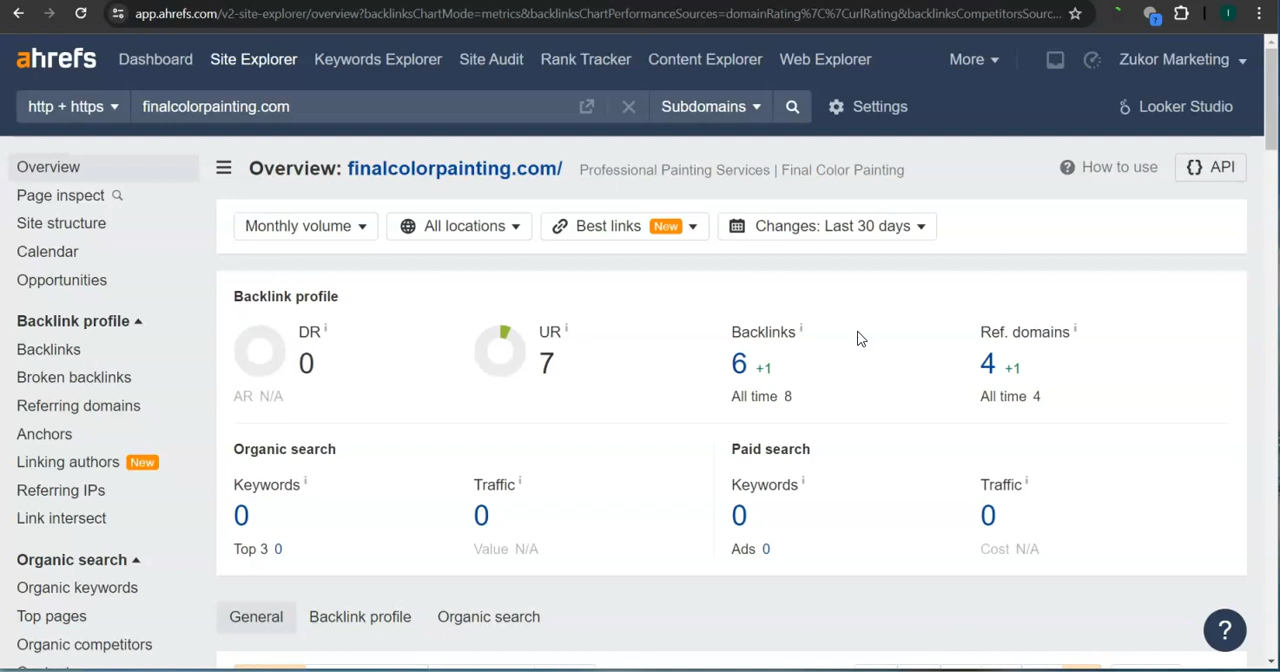 app.ahrefs.com/v2-site-explorer/overview?backlinksChartMode=metrics&backlinksChartPerformanceSources=domainRating%7C%7CurlRating&backlinksCompetitorsSourc...
ahrefs Dashboard Site Explorer Keywords Explorer Site Audit Rank Tracker Content Explorer Web Explorer More Zukor Marketing
http + https finalcolorpainting.com Subdomains Settings Looker Studio
Overview
Page inspect
Site structure
Calendar
Opportunities
Backlink profile
Backlinks
Broken backlinks
Referring domains
Anchors
Linking authors New
Referring IPs
Link intersect
Organic search
Organic keywords
Top pages
Organic competitors
Overview: finalcolorpainting.com/ Professional Painting Services | Final Color Painting How to use {} API
Monthly volume All locations Best links New Changes: Last 30 days
Backlink profile
DR i UR i Backlinks i Ref. domains i
0 7 6 +1 4 +1
AR N/A All time 8 All time 4
Organic search Paid search
Keywords i Traffic i Keywords i Traffic i
0 0 0 0
Top 3 0 Value N/A Ads 0 Cost N/A
General Backlink profile Organic search
?